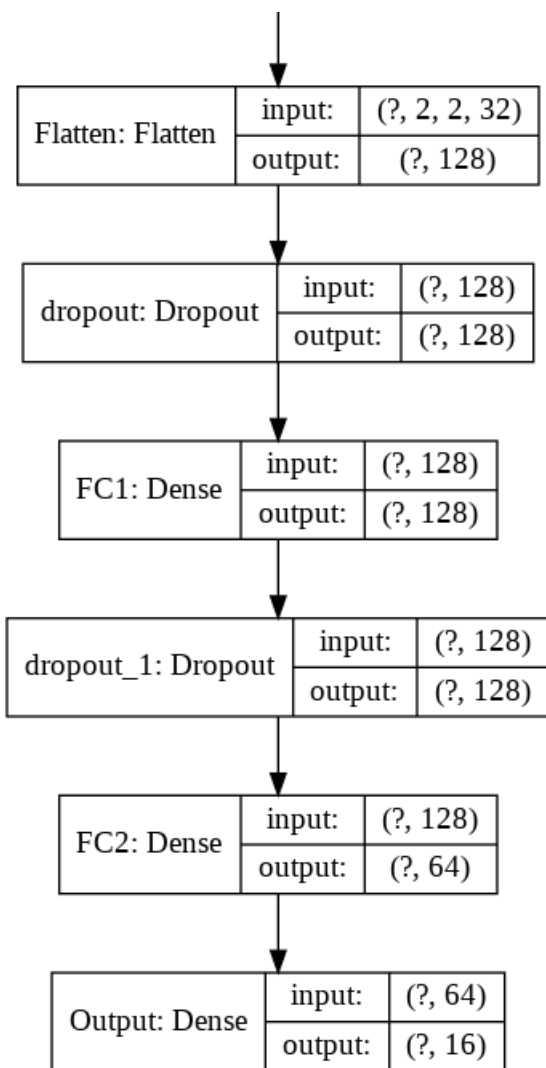 Flatten: Flatten
input: (?, 2, 2, 32)
output: (?, 128)
dropout: Dropout
input: (?, 128)
output: (?, 128)
FC1: Dense
input: (?, 128)
output: (?, 128)
dropout_1: Dropout
input: (?, 128)
output: (?, 128)
FC2: Dense
input: (?, 128)
output: (?, 64)
Output: Dense
input: (?, 64)
output: (?, 16)